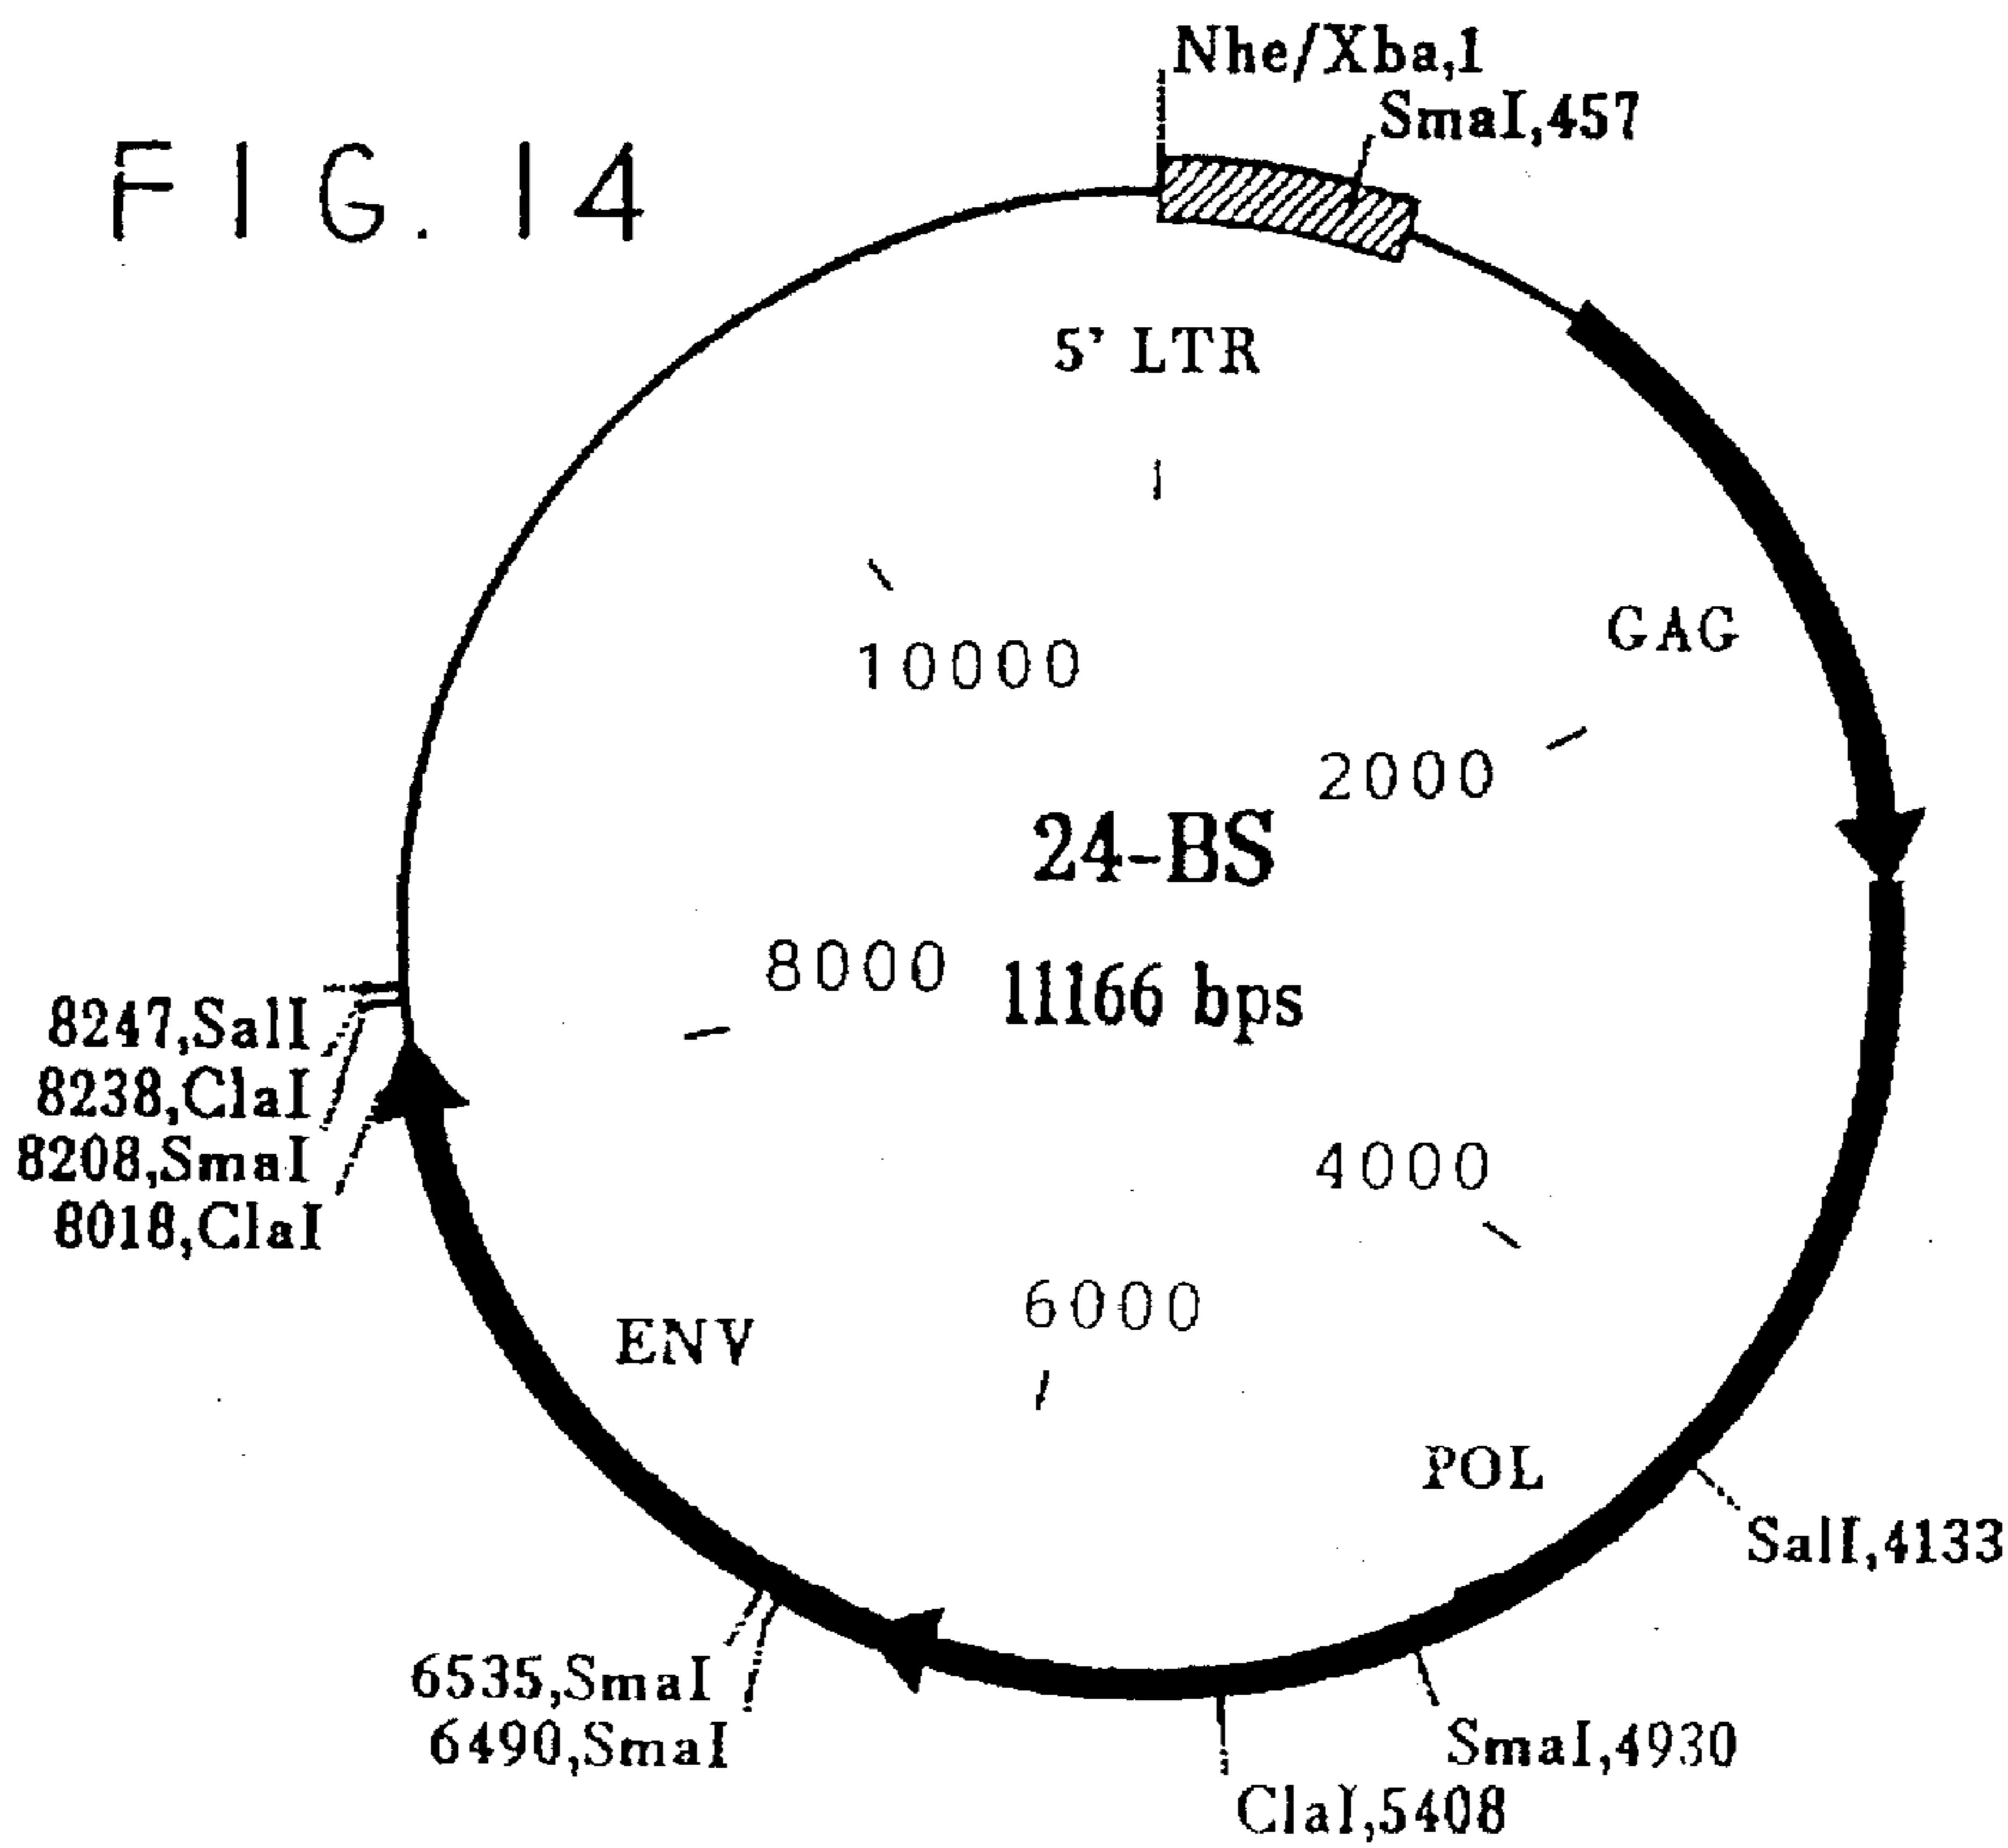 Nhe/Xba,1
SmaI,457
FIG. 14
5' LTR
GAG
10000
2000
24-BS
8000
11166 bps
8247,SalI
8238,ClaI
8208,SmaI
8018,ClaI
4000
6000
ENV
POL
SalI,4133
6535,SmaI
6490,SmaI
SmaI,4930
ClaI,5408